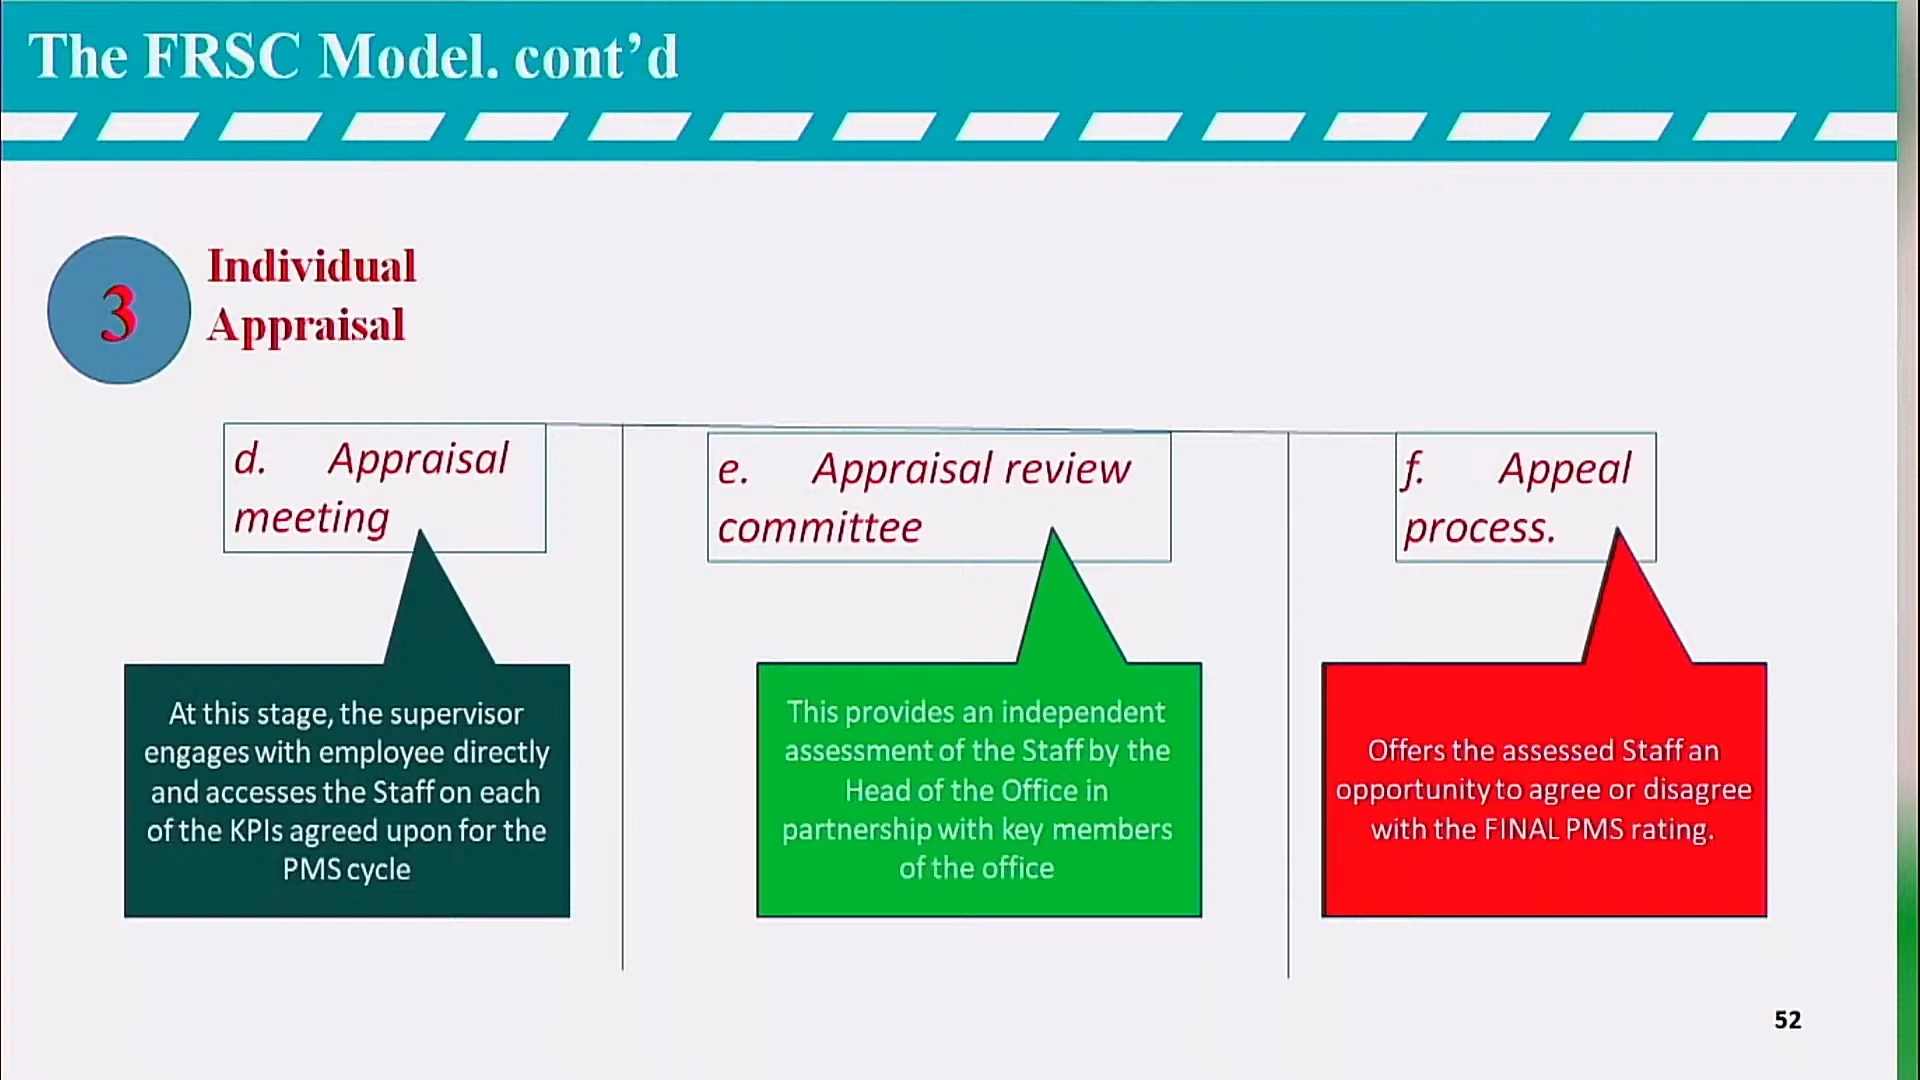 The FRSC Model. cont’d
3
Individual
Appraisal
d. Appraisal
meeting
e. Appraisal review
committee
f. Appeal
process.
At this stage, the supervisor
engages with employee directly
and accesses the Staff on each
of the KPIs agreed upon for the
PMS cycle
This provides an independent
assessment of the Staff by the
Head of the Office in
partnership with key members
of the office
Offers the assessed Staff an
opportunity to agree or disagree
with the FINAL PMS rating.
52